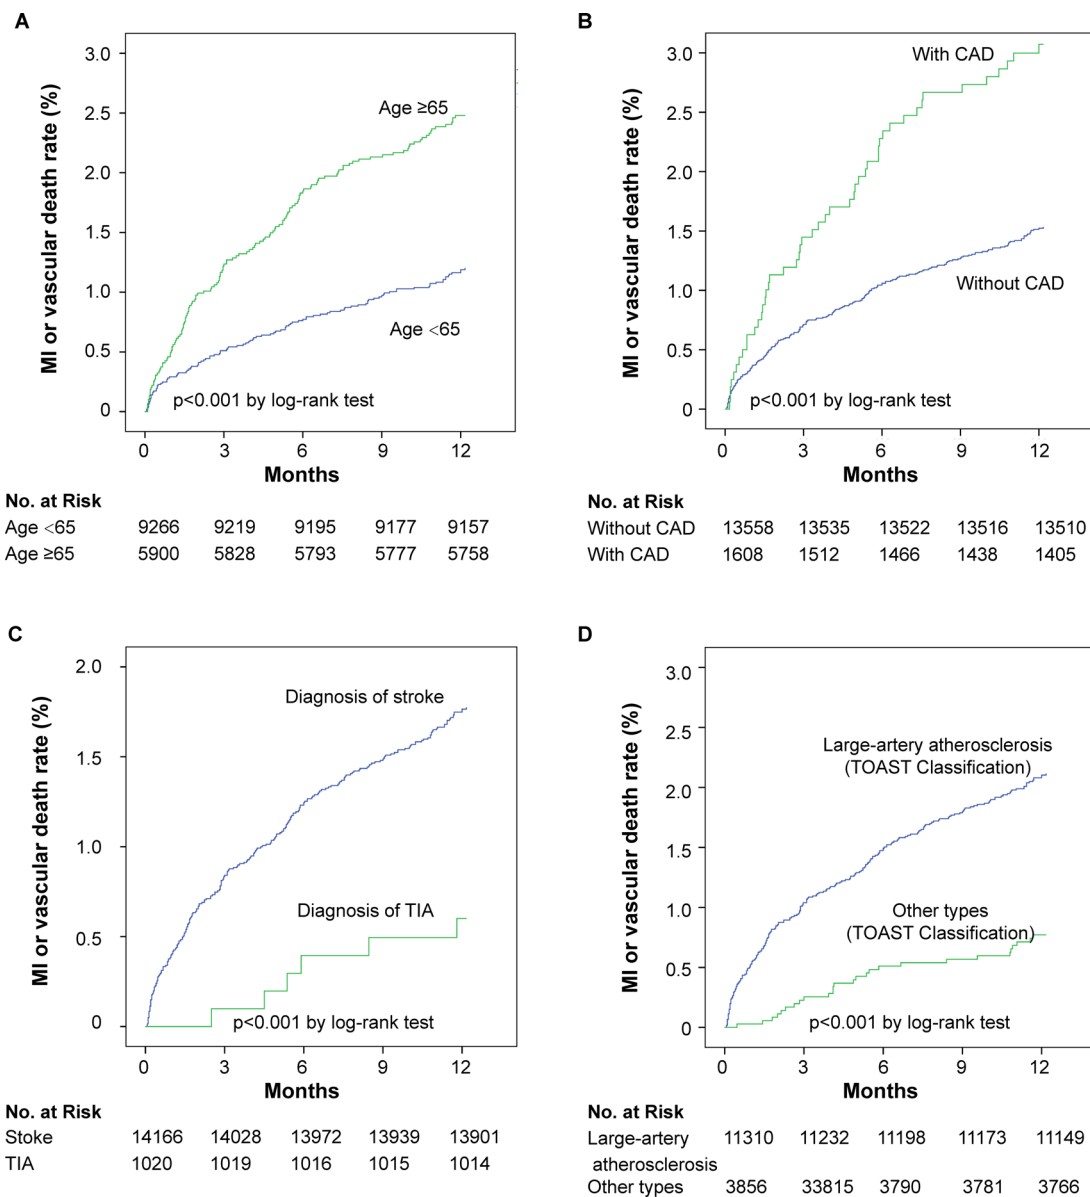 A
MI or vascular death rate (%)
3.0
2.5
2.0
1.5
1.0
0.5
0
Age ≥65
Age <65
p<0.001 by log-rank test
0 3 6 9 12
Months
No. at Risk
Age <65 9266 9219 9195 9177 9157
Age ≥65 5900 5828 5793 5777 5758
B
MI or vascular death rate (%)
3.0
2.5
2.0
1.5
1.0
0.5
0
With CAD
Without CAD
p<0.001 by log-rank test
0 3 6 9 12
Months
No. at Risk
Without CAD 13558 13535 13522 13516 13510
With CAD 1608 1512 1466 1438 1405
C
MI or vascular death rate (%)
2.0
1.5
1.0
0.5
0
Diagnosis of stroke
Diagnosis of TIA
p<0.001 by log-rank test
0 3 6 9 12
Months
No. at Risk
Stoke 14166 14028 13972 13939 13901
TIA 1020 1019 1016 1015 1014
D
MI or vascular death rate (%)
3.0
2.5
2.0
1.5
1.0
0.5
0
Large-artery atherosclerosis
(TOAST Classification)
Other types
(TOAST Classification)
p<0.001 by log-rank test
0 3 6 9 12
Months
No. at Risk
Large-artery 11310 11232 11198 11173 11149
atherosclerosis
Other types 3856 33815 3790 3781 3766